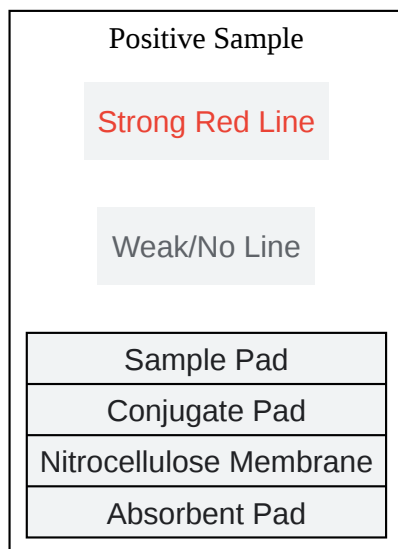 Positive Sample
Strong Red Line
Weak/No Line
Sample Pad
Conjugate Pad
Nitrocellulose Membrane
Absorbent Pad